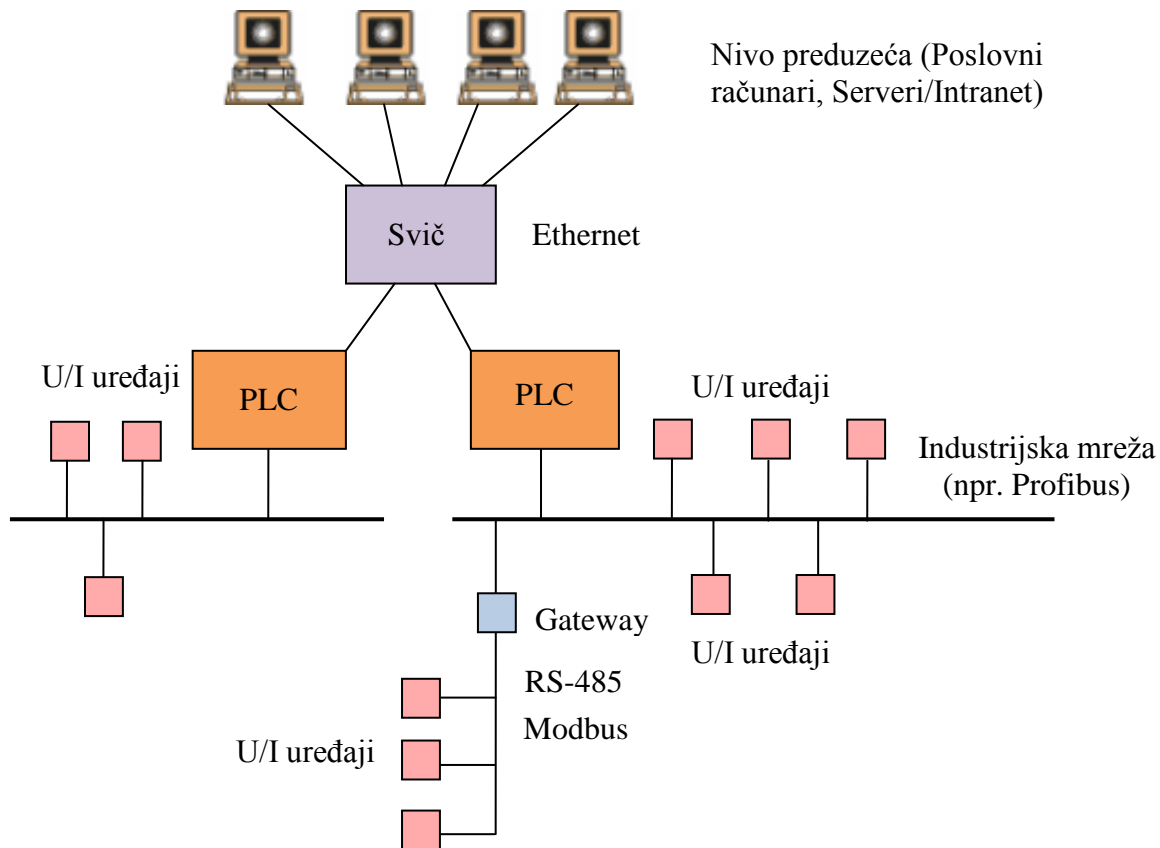 Nivo preduzeća (Poslovni
računari, Serveri/Intranet)
Svič
Ethernet
U/I uređaji
PLC
PLC
U/I uređaji
Industrijska mreža
(npr. Profibus)
Gateway
U/I uređaji
RS-485
Modbus
U/I uređaji